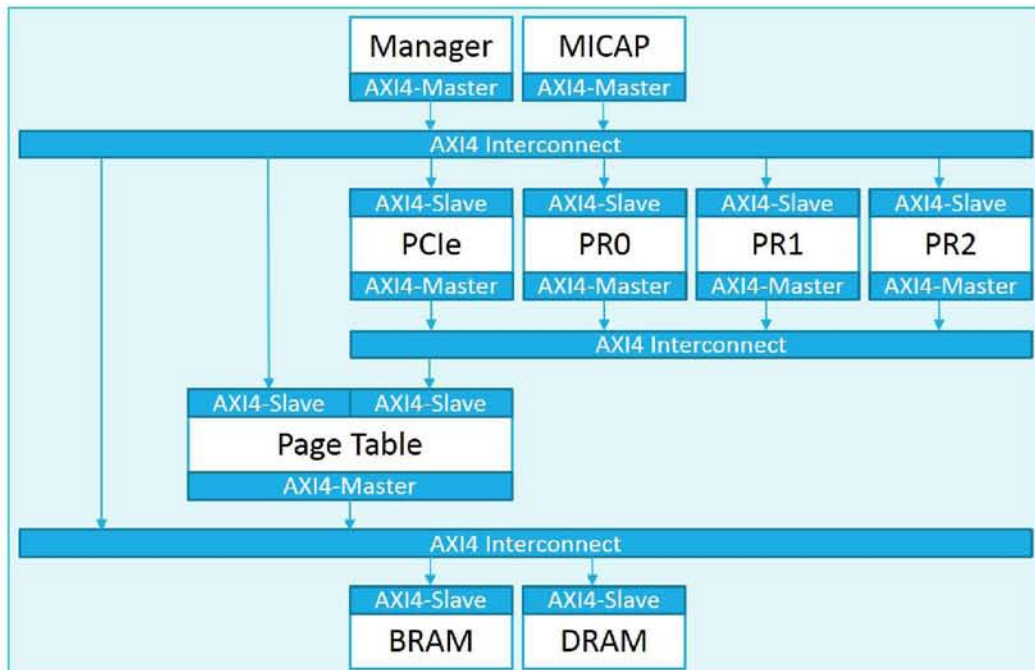 Manager MICAP
AXI4-Master AXI4-Master
AXI4 Interconnect
AXI4-Slave AXI4-Slave AXI4-Slave AXI4-Slave
PCIe PR0 PR1 PR2
AXI4-Master AXI4-Master AXI4-Master AXI4-Master
AXI4 Interconnect
AXI4-Slave AXI4-Slave
Page Table
AXI4-Master
AXI4 Interconnect
AXI4-Slave AXI4-Slave
BRAM DRAM